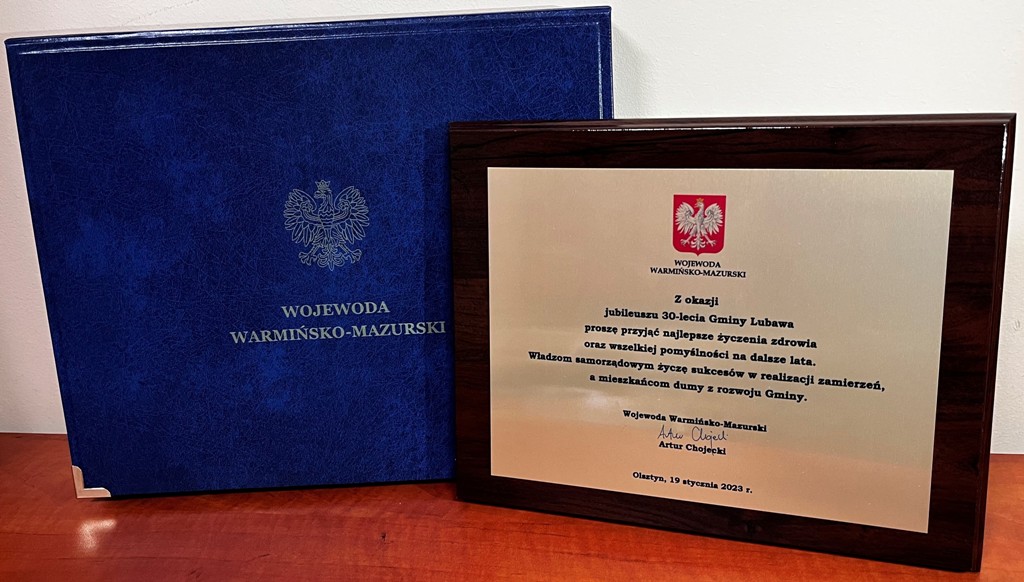 WOJEWODA
WARMIŃSKO-MAZURSKI
WOJEWODA
WARMIŃSKO-MAZURSKI
Z okazji
jubileuszu 30-lecia Gminy Lubawa
proszę przyjąć najlepsze życzenia zdrowia
oraz wszelkiej pomyślności na dalsze lata.
Władzom samorządowym życzę sukcesów w realizacji zamierzeń,
a mieszkańcom dumy z rozwoju Gminy.
Wojewoda Warmińsko-Mazurski
Artur Chojecki
Artur Chojecki
Olsztyn, 19 stycznia 2023 r.